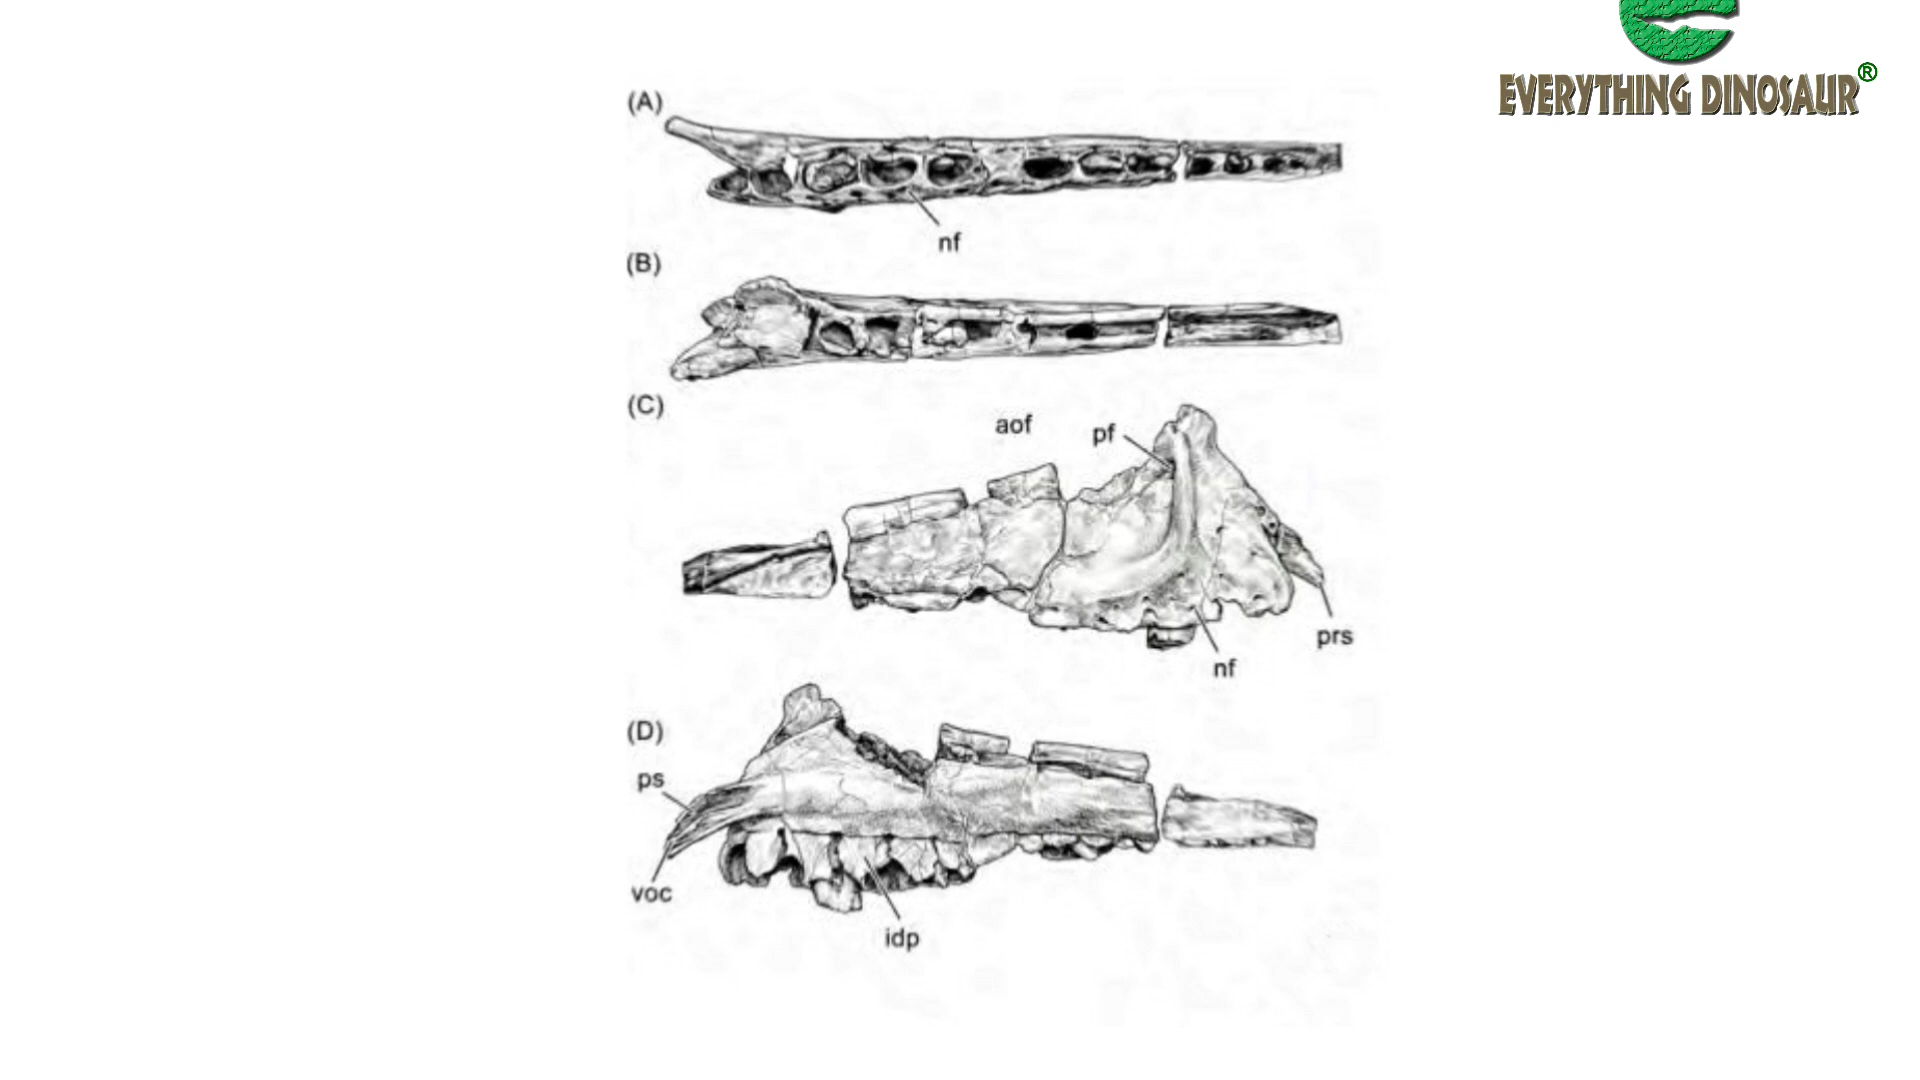 EVERYTHING DINOSAUR®
(A)
nf
(B)
(C)
aof
pf
prs
nf
(D)
ps
voc
idp